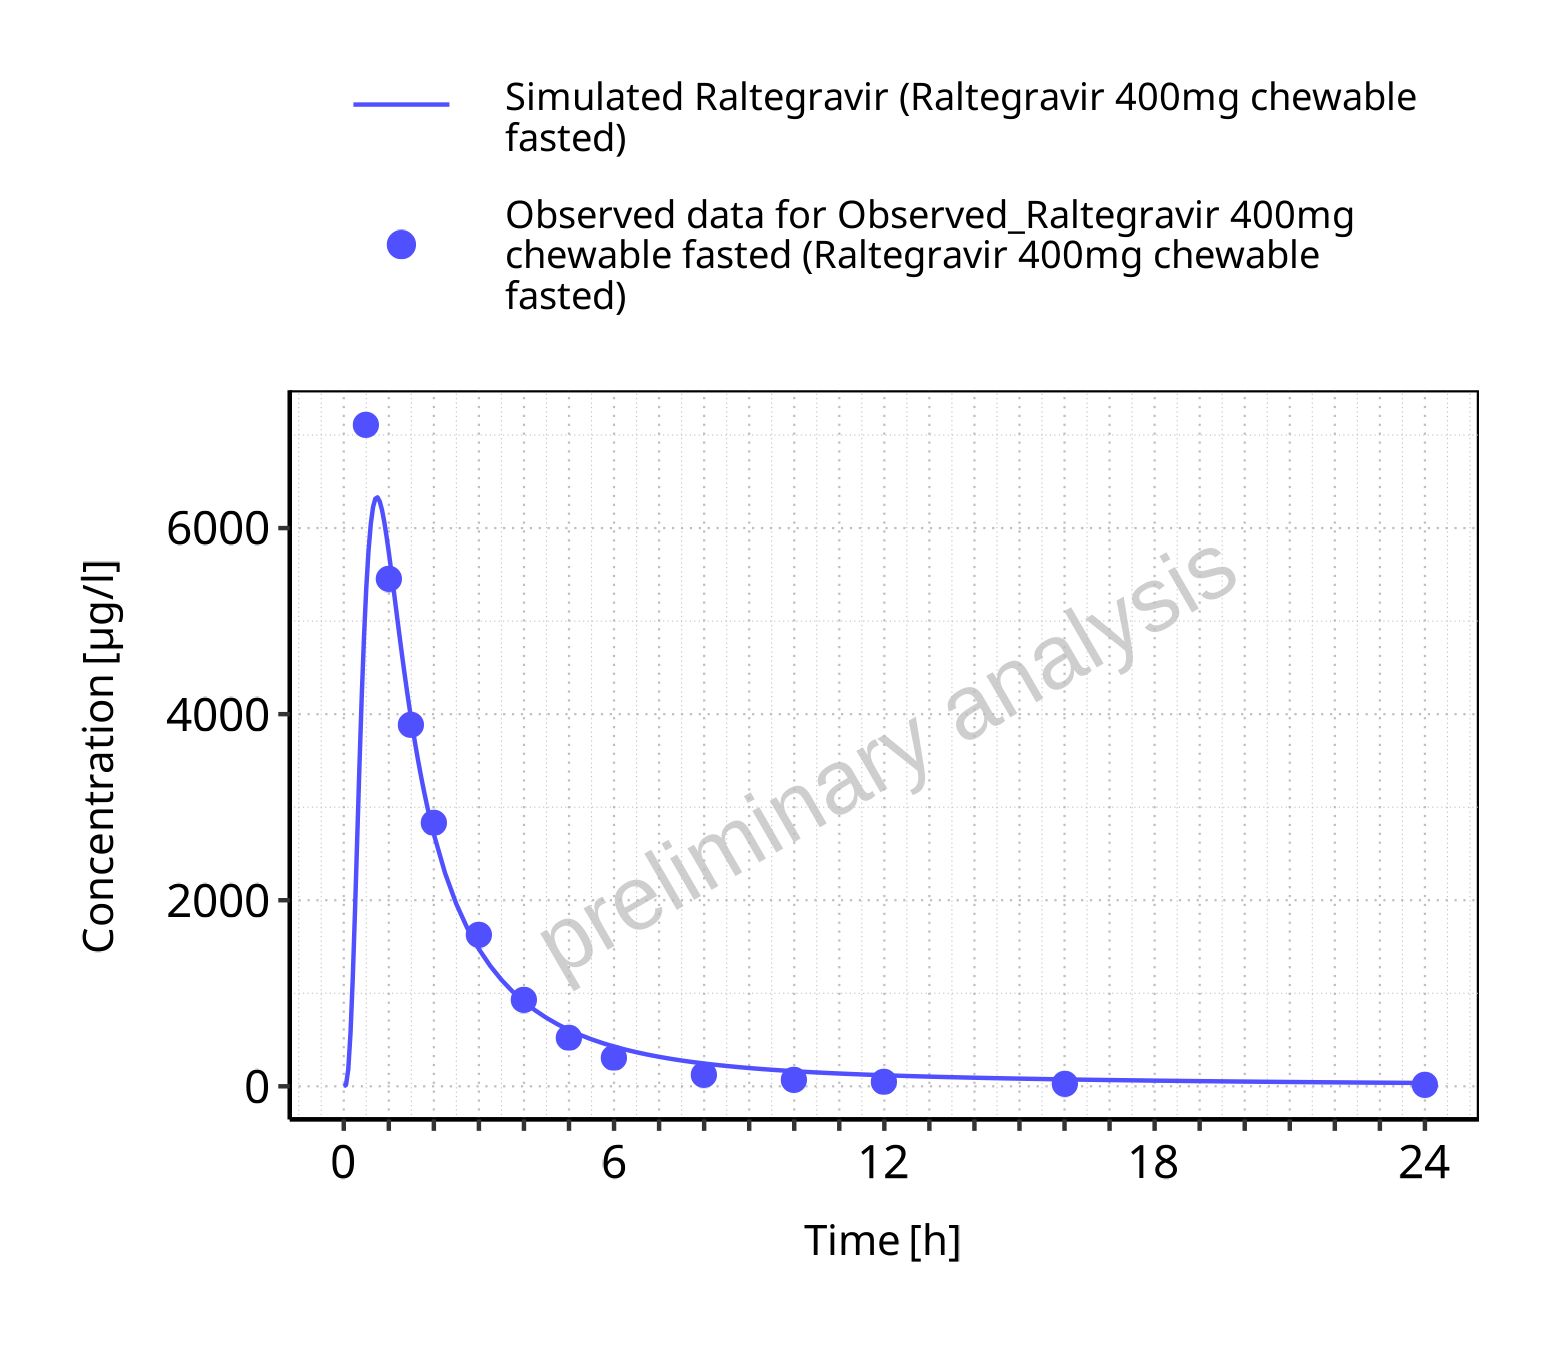 Simulated Raltegravir (Raltegravir 400mg chewable
fasted)
Observed data for Observed_Raltegravir 400mg
chewable fasted (Raltegravir 400mg chewable
fasted)
6000
4000
2000
0
Concentration [µg/l]
preliminary analysis
0 6 12 18 24
Time [h]